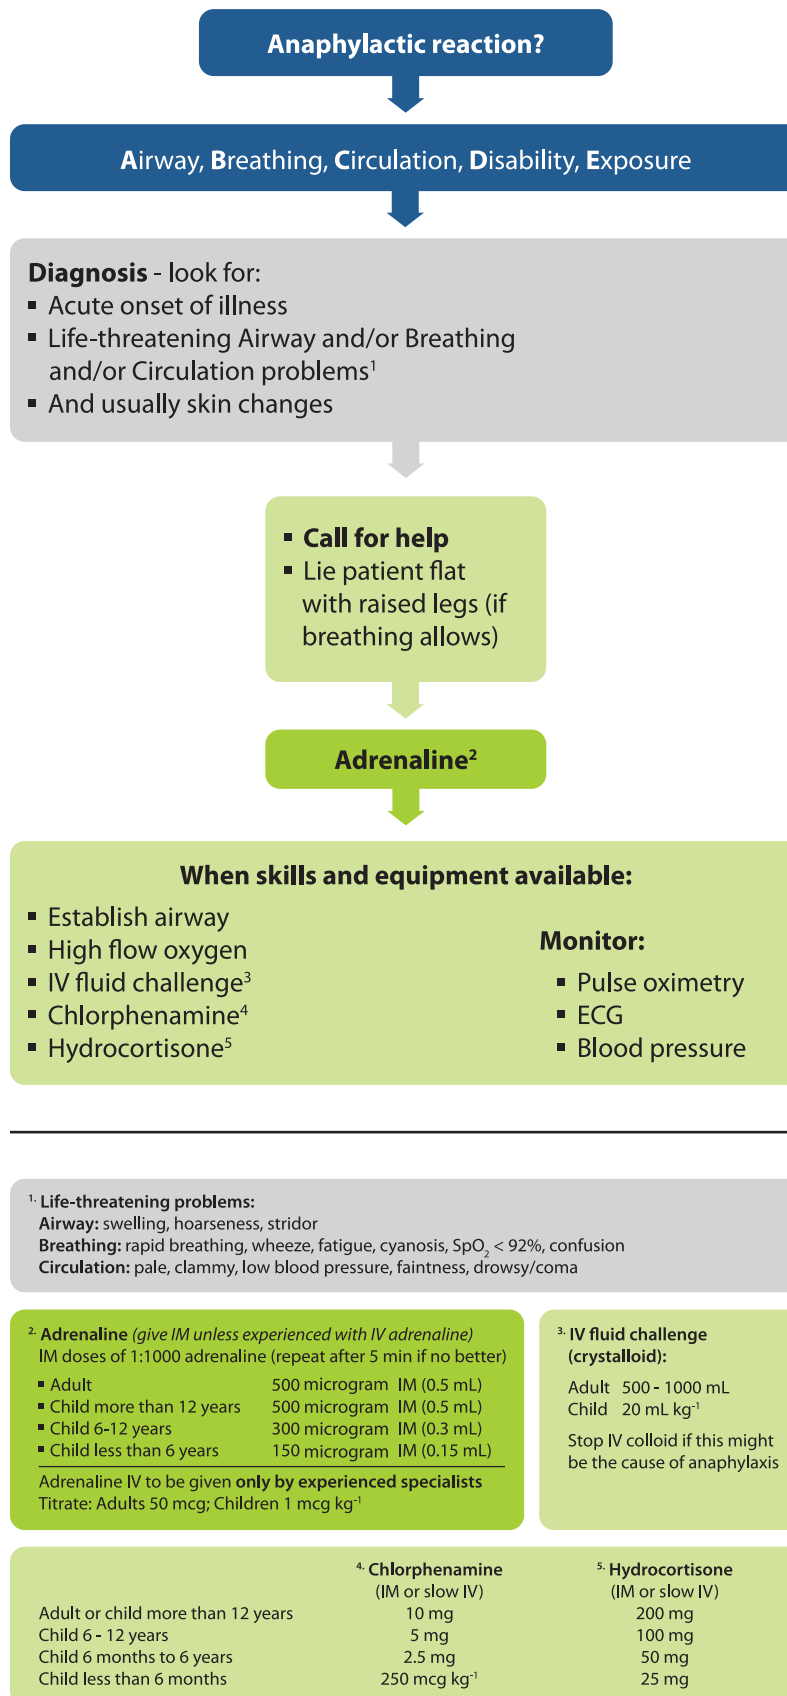 Anaphylactic reaction?
Airway, Breathing, Circulation, Disability, Exposure
Diagnosis - look for:
▪ Acute onset of illness
▪ Life-threatening Airway and/or Breathing
and/or Circulation problems¹
▪ And usually skin changes
▪ Call for help
▪ Lie patient flat
with raised legs (if
breathing allows)
Adrenaline²
When skills and equipment available:
▪ Establish airway
▪ High flow oxygen
▪ IV fluid challenge³
▪ Chlorphenamine⁴
▪ Hydrocortisone⁵
Monitor:
▪ Pulse oximetry
▪ ECG
▪ Blood pressure
¹· Life-threatening problems:
Airway: swelling, hoarseness, stridor
Breathing: rapid breathing, wheeze, fatigue, cyanosis, SpO₂ < 92%, confusion
Circulation: pale, clammy, low blood pressure, faintness, drowsy/coma
²· Adrenaline (give IM unless experienced with IV adrenaline)
IM doses of 1:1000 adrenaline (repeat after 5 min if no better)
▪ Adult 500 microgram IM (0.5 mL)
▪ Child more than 12 years 500 microgram IM (0.5 mL)
▪ Child 6-12 years 300 microgram IM (0.3 mL)
▪ Child less than 6 years 150 microgram IM (0.15 mL)
Adrenaline IV to be given only by experienced specialists
Titrate: Adults 50 mcg; Children 1 mcg kg⁻¹
³· IV fluid challenge
(crystalloid):
Adult 500 - 1000 mL
Child 20 mL kg⁻¹
Stop IV colloid if this might
be the cause of anaphylaxis
⁴· Chlorphenamine ⁵· Hydrocortisone
(IM or slow IV) (IM or slow IV)
Adult or child more than 12 years 10 mg 200 mg
Child 6 - 12 years 5 mg 100 mg
Child 6 months to 6 years 2.5 mg 50 mg
Child less than 6 months 250 mcg kg⁻¹ 25 mg